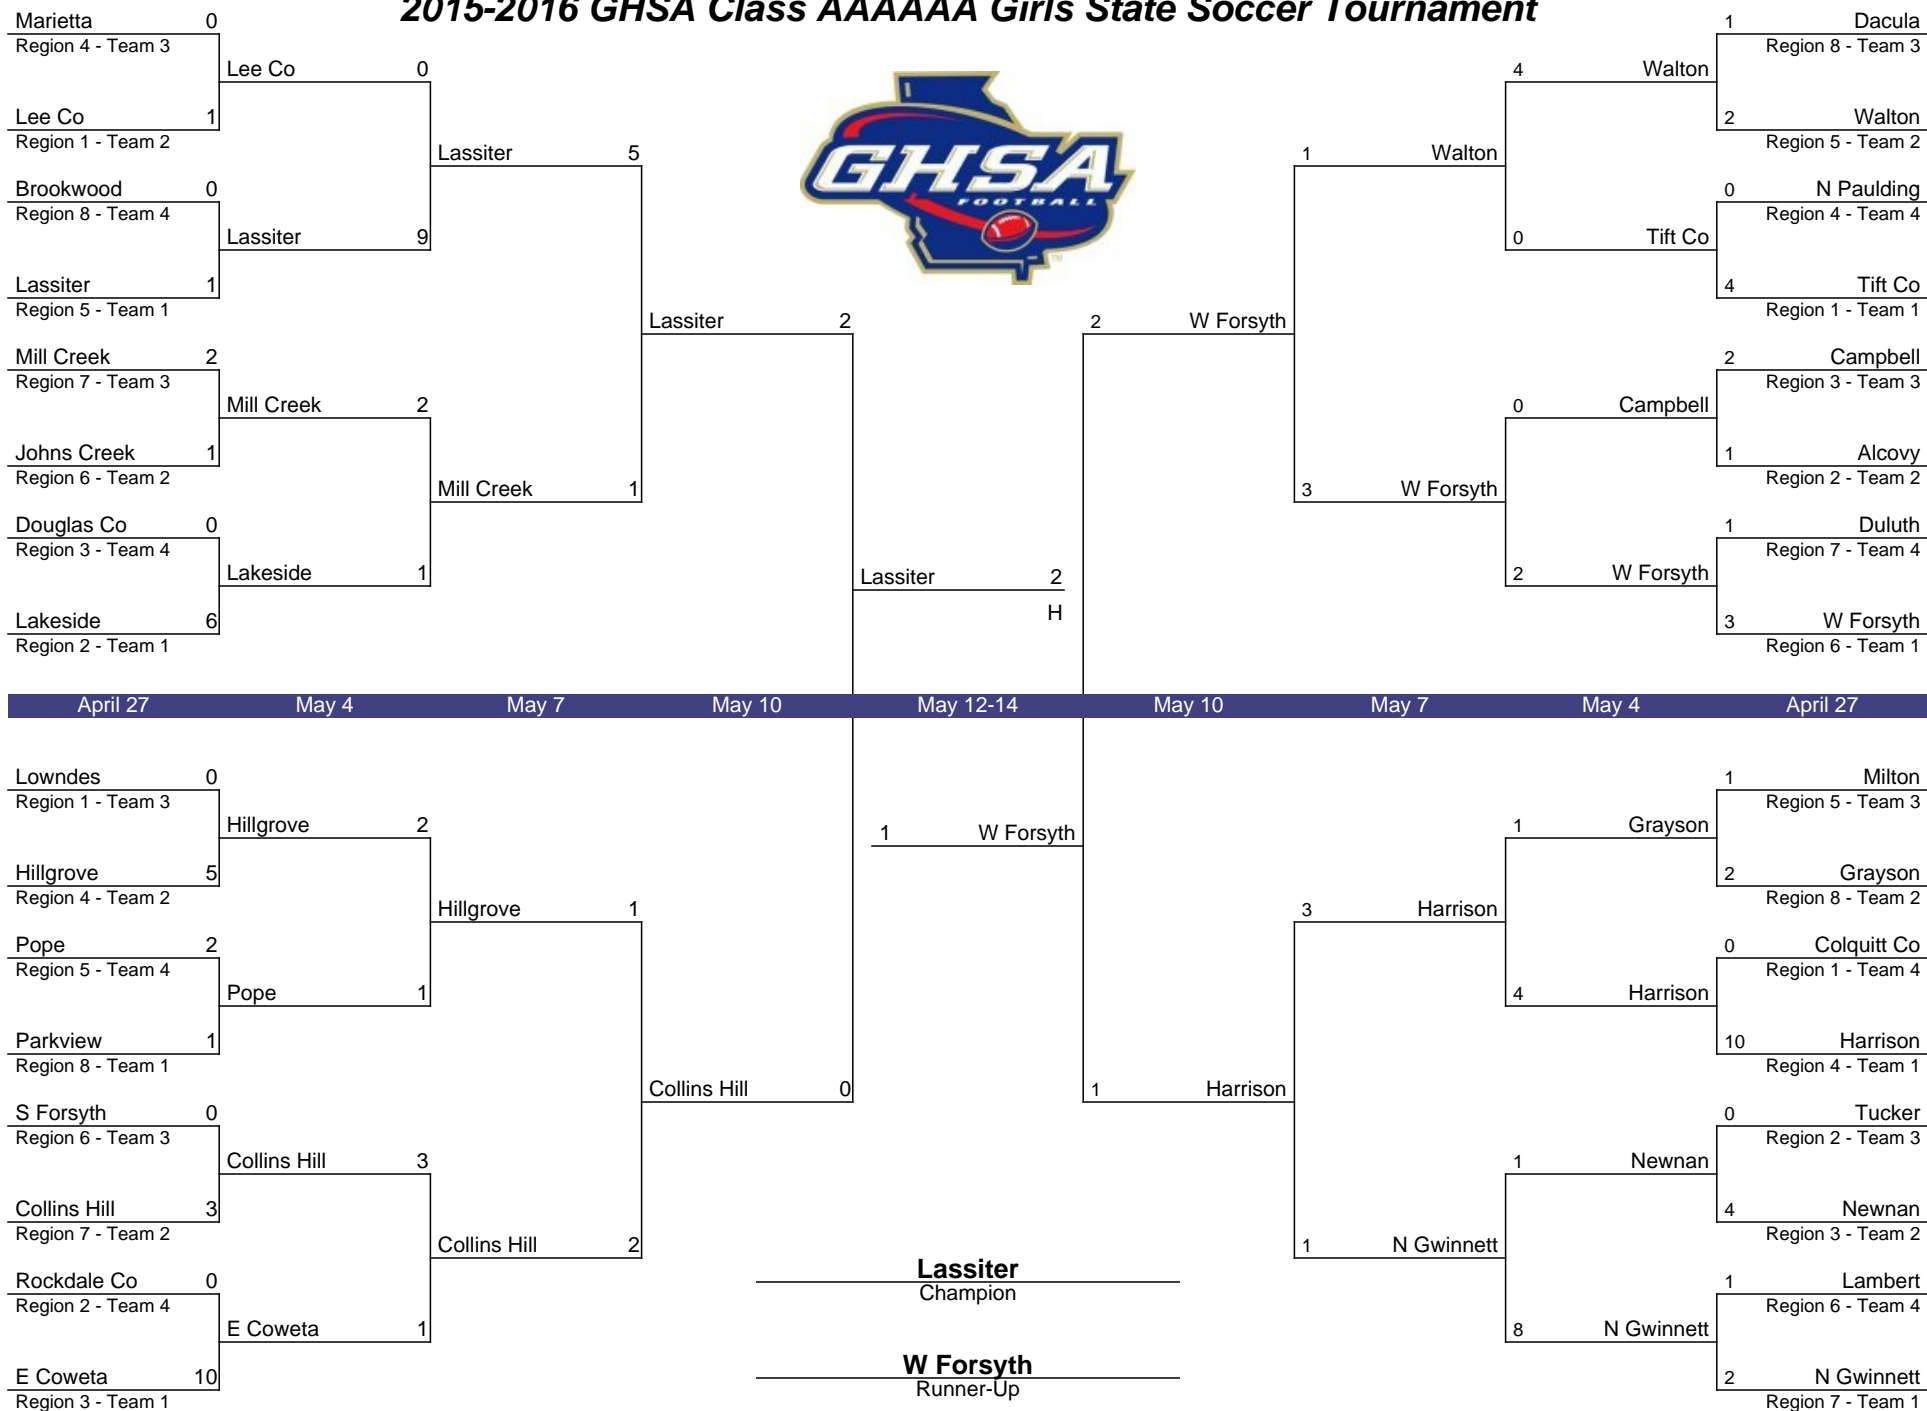 2015-2016 GHSA Class AAAAAA Girls State Soccer Tournament
GHSA
FOOTBALL
TM
Marietta 0
Region 4 - Team 3
Lee Co 1
Region 1 - Team 2
Brookwood 0
Region 8 - Team 4
Lassiter 1
Region 5 - Team 1
Mill Creek 2
Region 7 - Team 3
Johns Creek 1
Region 6 - Team 2
Douglas Co 0
Region 3 - Team 4
Lakeside 6
Region 2 - Team 1
Lee Co 0
Lassiter 9
Mill Creek 2
Lakeside 1
Lassiter 5
Mill Creek 1
Lassiter 2
Lassiter 2
H
2 W Forsyth
1 Walton
3 W Forsyth
4 Walton
0 Tift Co
0 Campbell
2 W Forsyth
1 Dacula
Region 8 - Team 3
2 Walton
Region 5 - Team 2
0 N Paulding
Region 4 - Team 4
4 Tift Co
Region 1 - Team 1
2 Campbell
Region 3 - Team 3
1 Alcovy
Region 2 - Team 2
1 Duluth
Region 7 - Team 4
3 W Forsyth
Region 6 - Team 1
April 27 May 4 May 7 May 10 May 12-14 May 10 May 7 May 4 April 27
Lowndes 0
Region 1 - Team 3
Hillgrove 5
Region 4 - Team 2
Pope 2
Region 5 - Team 4
Parkview 1
Region 8 - Team 1
S Forsyth 0
Region 6 - Team 3
Collins Hill 3
Region 7 - Team 2
Rockdale Co 0
Region 2 - Team 4
E Coweta 10
Region 3 - Team 1
Hillgrove 2
Pope 1
Collins Hill 3
E Coweta 1
Hillgrove 1
Collins Hill 2
Collins Hill 0
1 W Forsyth
1 Harrison
3 Harrison
1 N Gwinnett
1 Grayson
4 Harrison
1 Newnan
8 N Gwinnett
1 Milton
Region 5 - Team 3
2 Grayson
Region 8 - Team 2
0 Colquitt Co
Region 1 - Team 4
10 Harrison
Region 4 - Team 1
0 Tucker
Region 2 - Team 3
4 Newnan
Region 3 - Team 2
1 Lambert
Region 6 - Team 4
2 N Gwinnett
Region 7 - Team 1
Lassiter
Champion
W Forsyth
Runner-Up